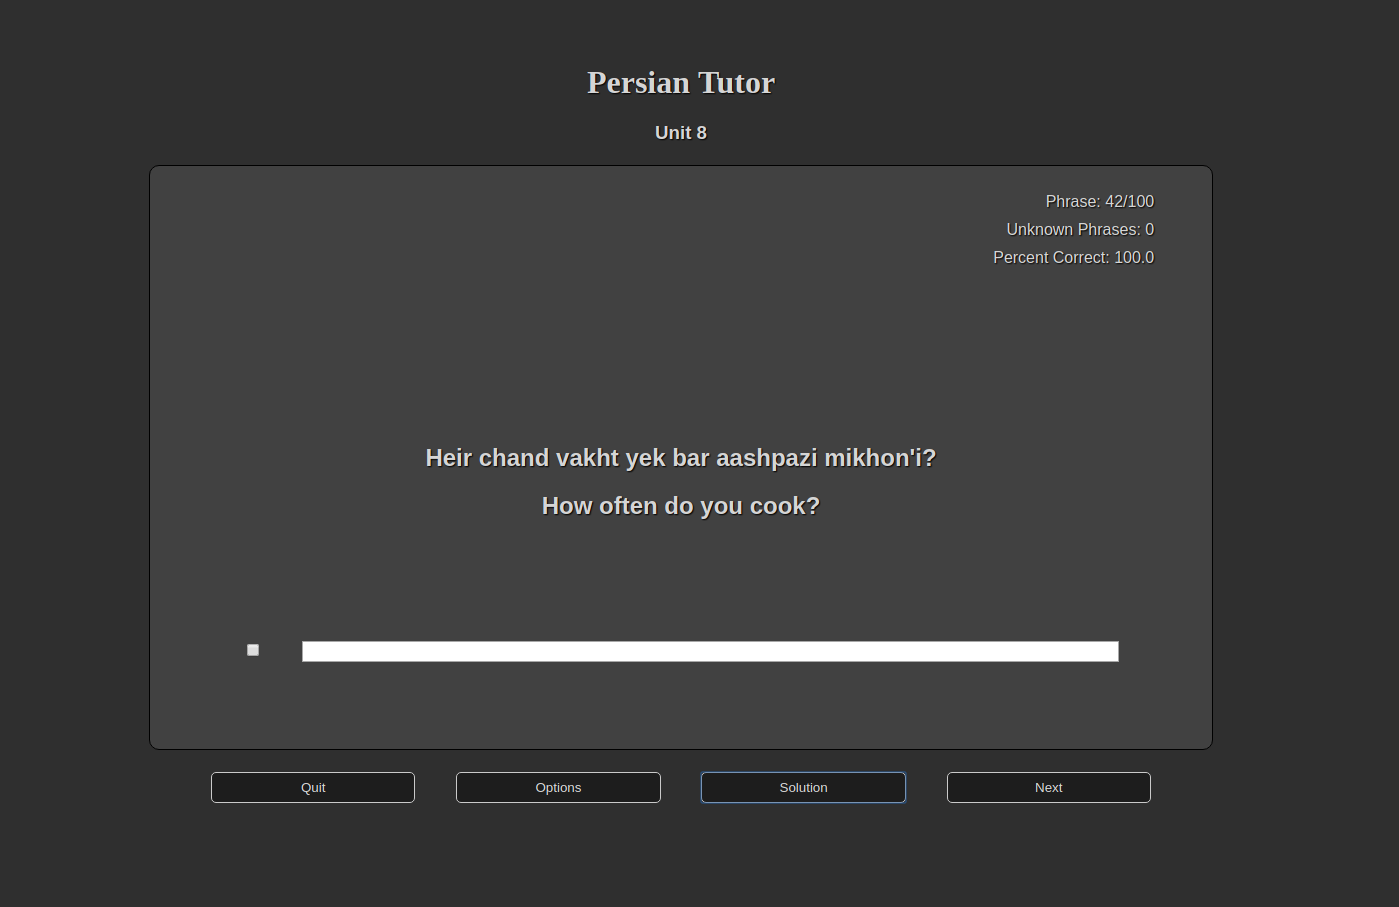 Persian Tutor
Unit 8
Phrase: 42/100
Unknown Phrases: 0
Percent Correct: 100.0
Heir chand vakht yek bar aashpazi mikhon'i?
How often do you cook?
Quit
Options
Solution
Next